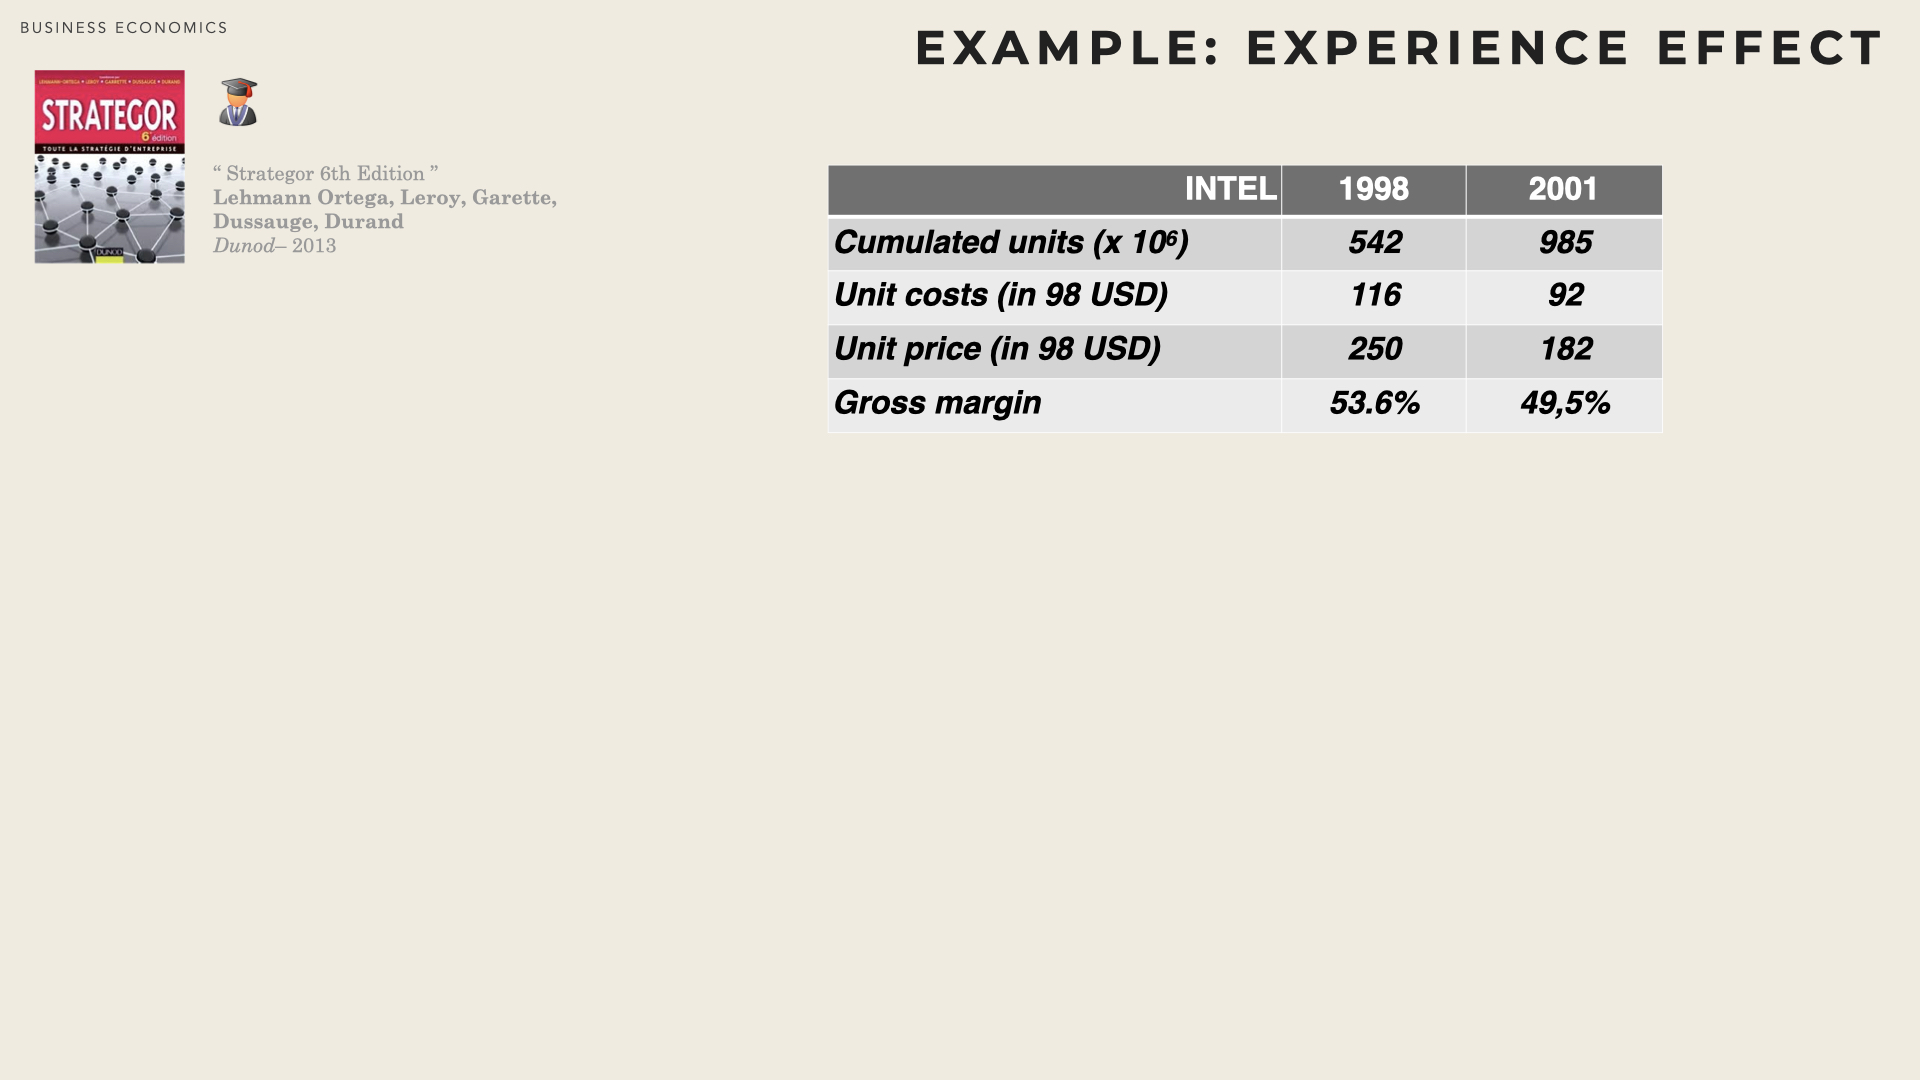 BUSINESS ECONOMICS
EXAMPLE: EXPERIENCE EFFECT
LEHMANN-ORTEGA • LEROY • GARRETTE • DUSSAUGE • DURAND
STRATEGOR
6e édition
TOUTE LA STRATÉGIE D'ENTREPRISE
DUNOD
“ Strategor 6th Edition ”
Lehmann Ortega, Leroy, Garette,
Dussauge, Durand
Dunod– 2013
INTEL 1998 2001
Cumulated units (x 10⁶) 542 985
Unit costs (in 98 USD) 116 92
Unit price (in 98 USD) 250 182
Gross margin 53.6% 49,5%